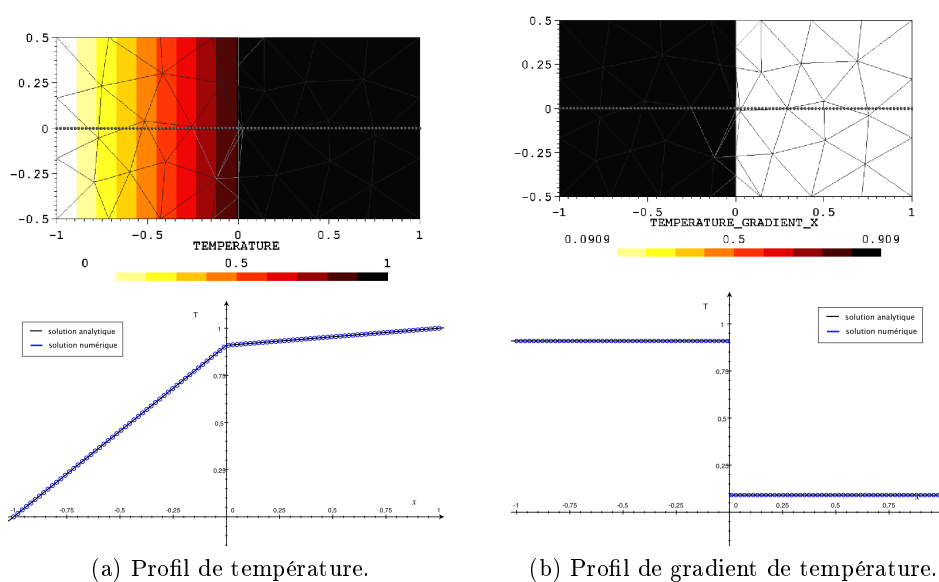 0.5
0.25
0
-0.25
-0.5
-1 -0.5 0 0.5 1
TEMPERATURE
0 0.5 1
0.5
0.25
0
-0.25
-0.5
-1 -0.5 0 0.5 1
TEMPERATURE_GRADIENT_X
0.0909 0.5 0.909
solution analytique
solution numérique
T
1
0,75
0,5
0,25
-1 -0,75 -0,5 -0,25 0 0,25 0,5 0,75 1
x
solution analytique
solution numérique
T
1
0,75
0,5
0,25
-1 -0,75 -0,5 -0,25 0 0,25 0,5 0,75
x
(a) Profil de température.
(b) Profil de gradient de température.